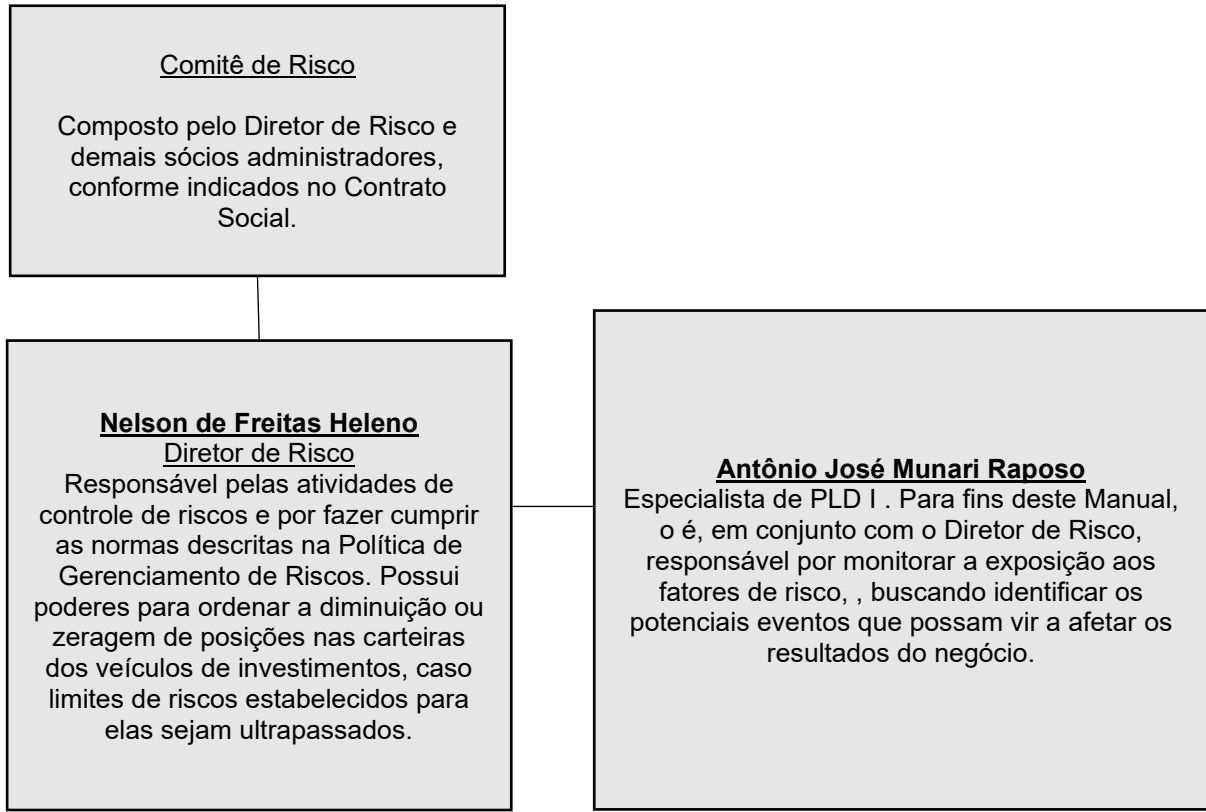 Comitê de Risco
Composto pelo Diretor de Risco e
demais sócios administradores,
conforme indicados no Contrato
Social.
Nelson de Freitas Heleno
Diretor de Risco
Responsável pelas atividades de
controle de riscos e por fazer cumprir
as normas descritas na Política de
Gerenciamento de Riscos. Possui
poderes para ordenar a diminuição ou
zeragem de posições nas carteiras
dos veículos de investimentos, caso
limites de riscos estabelecidos para
elas sejam ultrapassados.
Antônio José Munari Raposo
Especialista de PLD I . Para fins deste Manual,
o é, em conjunto com o Diretor de Risco,
responsável por monitorar a exposição aos
fatores de risco, , buscando identificar os
potenciais eventos que possam vir a afetar os
resultados do negócio.